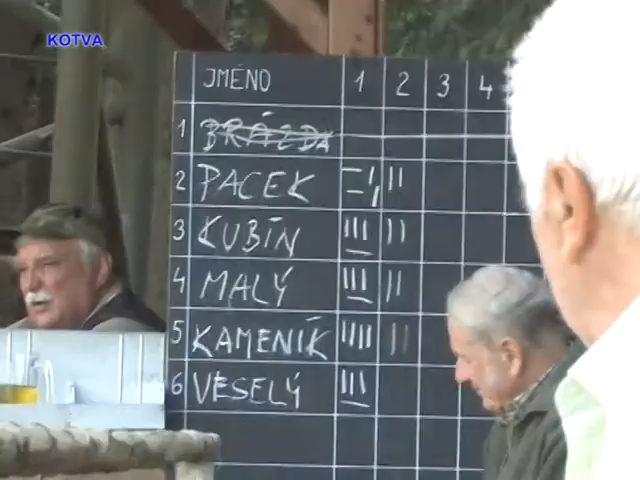 KOTVA
JMÉNO 1 2 3 4
1 BRÁZDA
2 PACEK
3 KUBÍN
4 MALÝ
5 KAMENÍK
6 VESELÝ